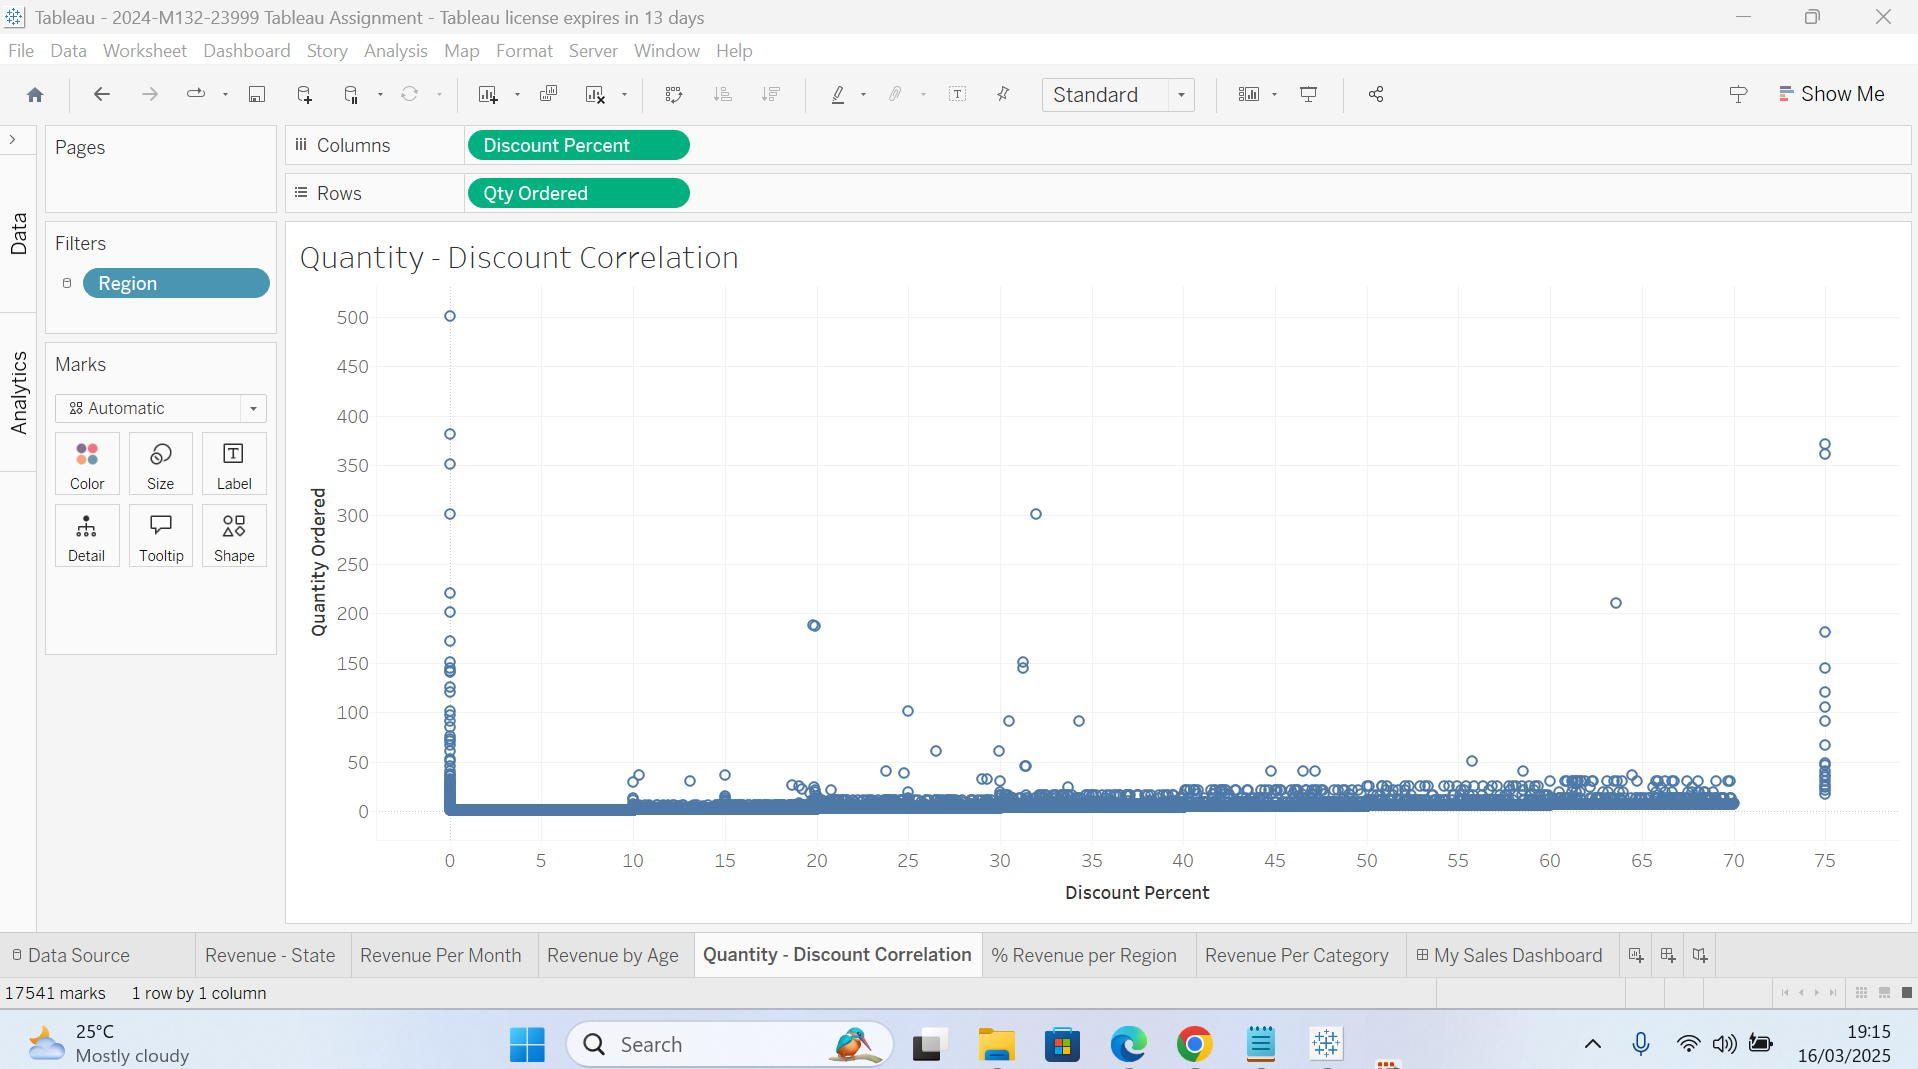 Tableau - 2024-M132-23999 Tableau Assignment - Tableau license expires in 13 days
File Data Worksheet Dashboard Story Analysis Map Format Server Window Help
Standard
Show Me
Pages
Columns
Discount Percent
Rows
Qty Ordered
Data
Analytics
Filters
Region
Marks
Automatic
Color Size Label
Detail Tooltip Shape
Quantity - Discount Correlation
Quantity Ordered
500
450
400
350
300
250
200
150
100
50
0
0 5 10 15 20 25 30 35 40 45 50 55 60 65 70 75
Discount Percent
Data Source Revenue - State Revenue Per Month Revenue by Age Quantity - Discount Correlation % Revenue per Region Revenue Per Category My Sales Dashboard
17541 marks 1 row by 1 column
25°C
Mostly cloudy
Search
19:15
16/03/2025